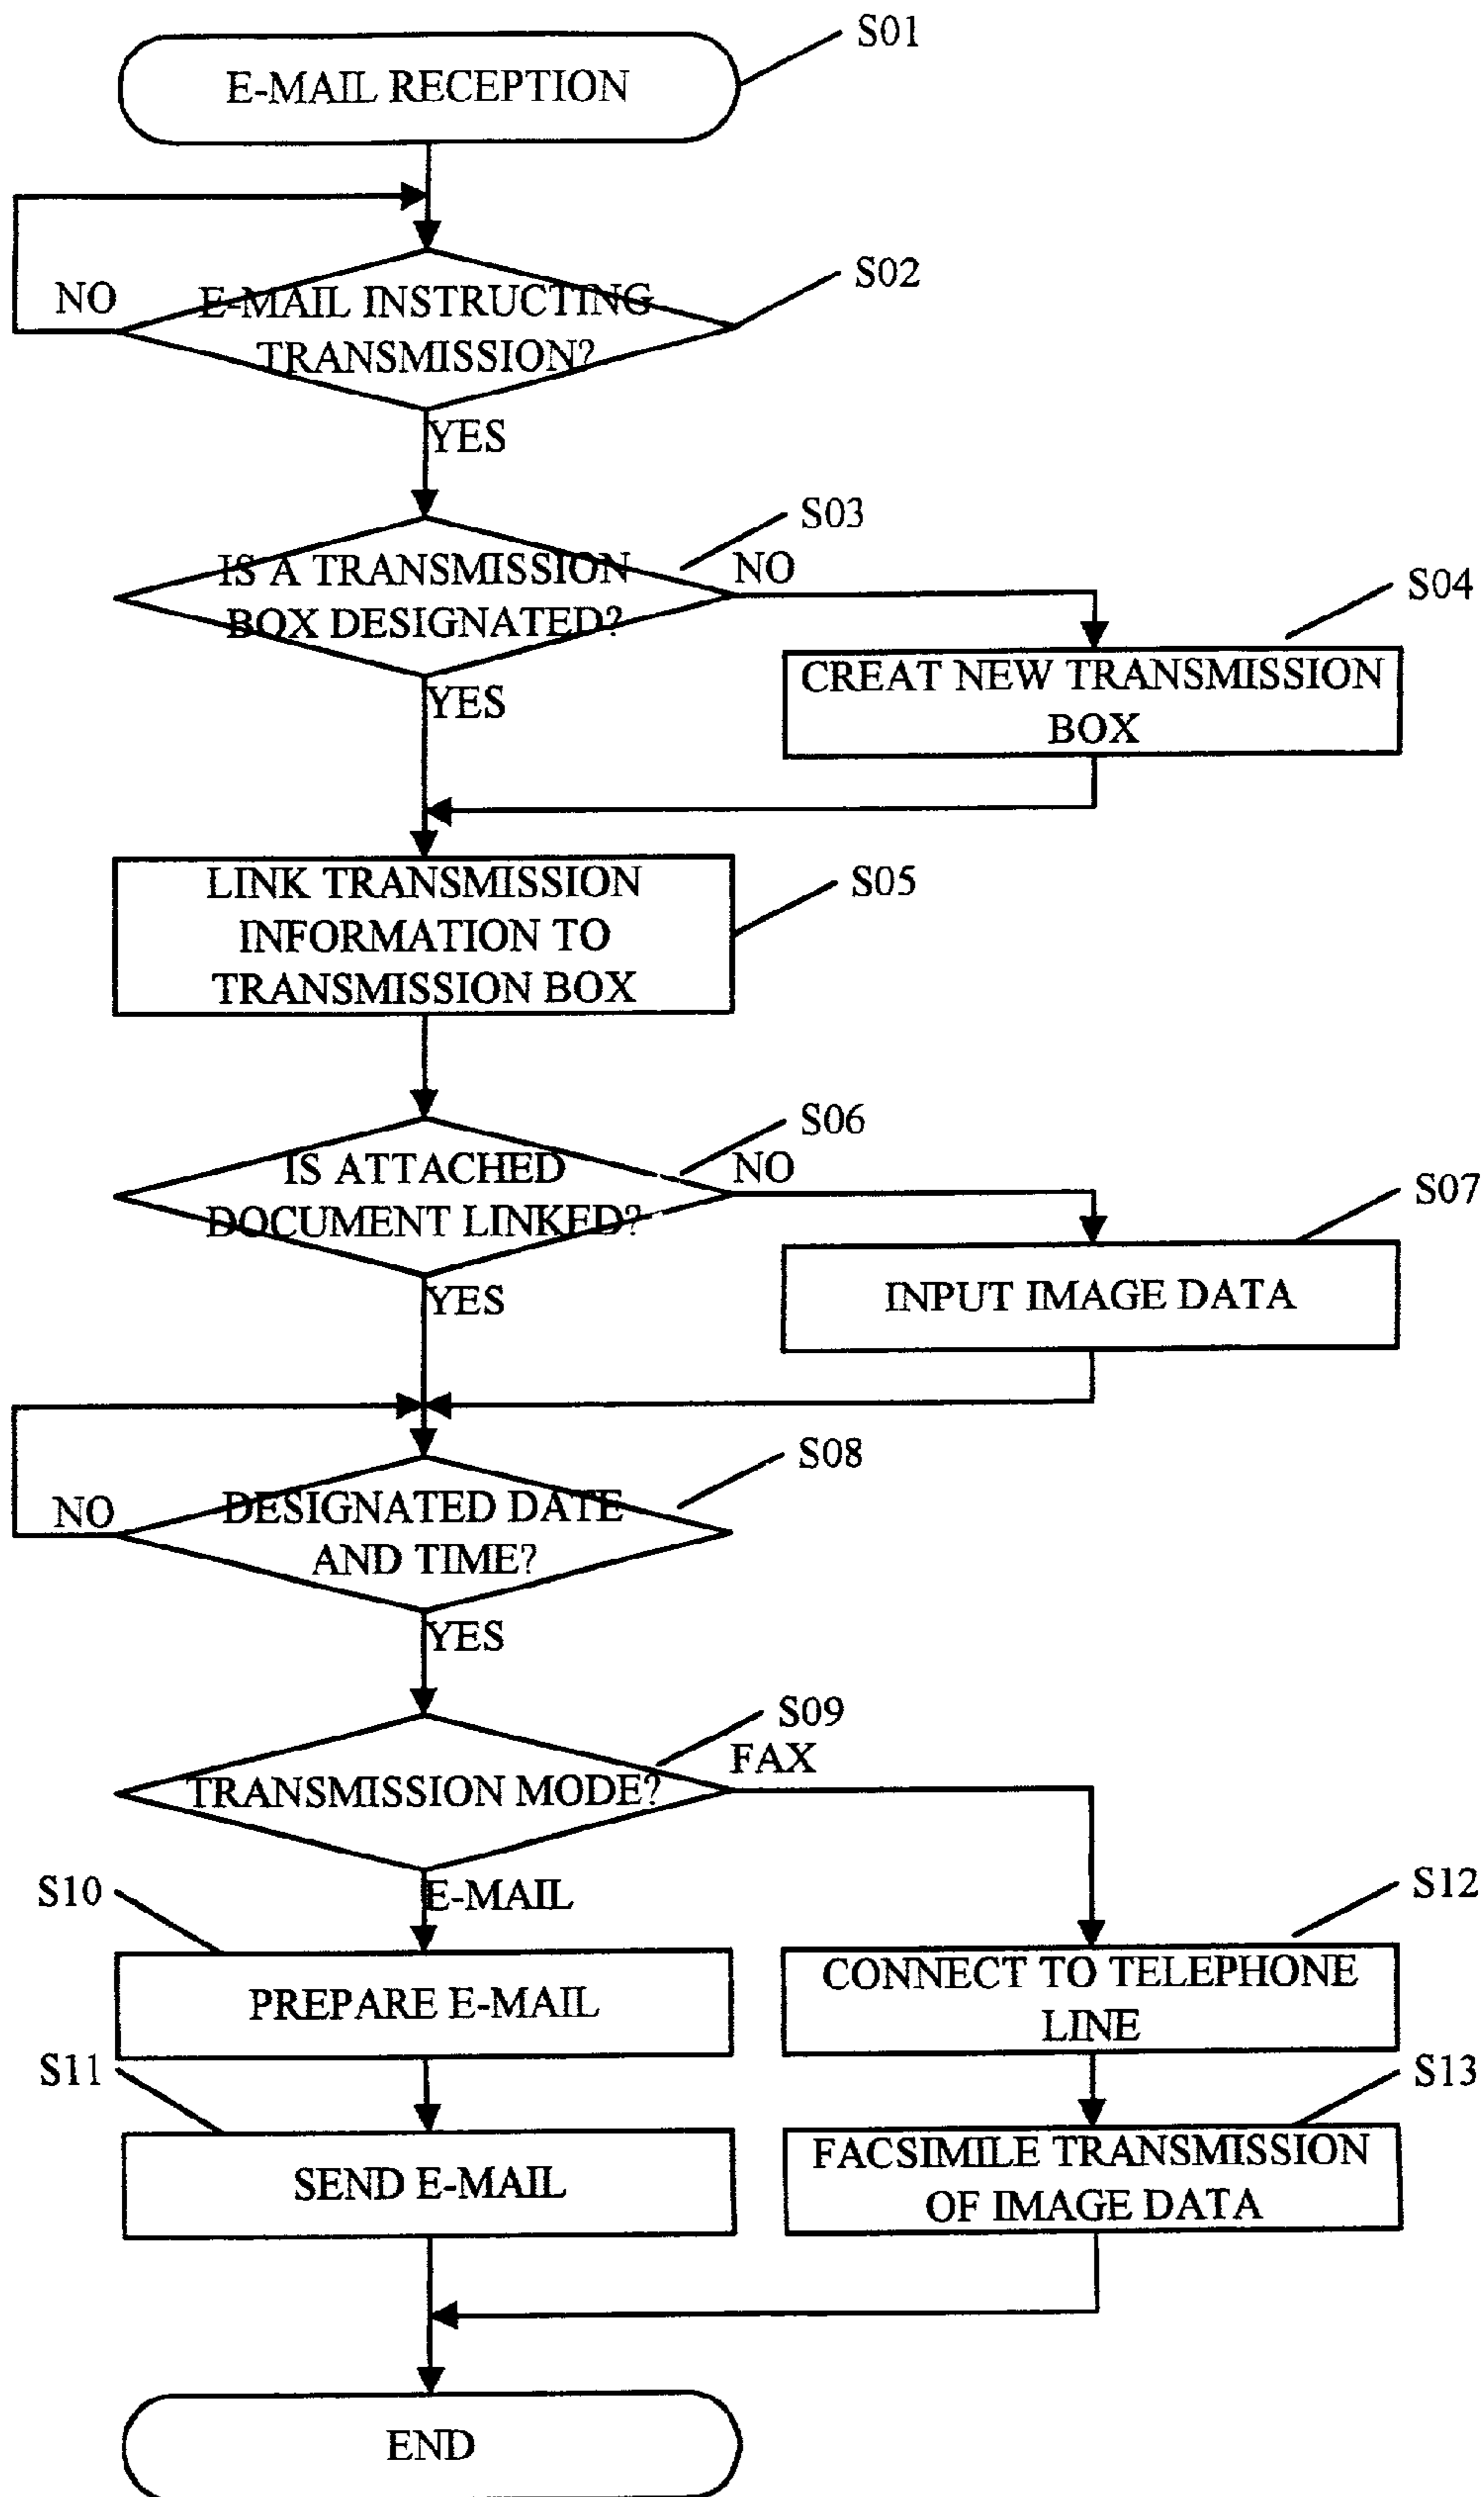 S01
E-MAIL RECEPTION
S02
NO
E-MAIL INSTRUCTING
TRANSMISSION?
YES
S03
IS A TRANSMISSION
BOX DESIGNATED?
NO
S04
CREAT NEW TRANSMISSION
BOX
YES
LINK TRANSMISSION
INFORMATION TO
TRANSMISSION BOX
S05
S06
IS ATTACHED
DOCUMENT LINKED?
NO
S07
INPUT IMAGE DATA
YES
S08
NO
DESIGNATED DATE
AND TIME?
YES
S09
FAX
TRANSMISSION MODE?
E-MAIL
S10
PREPARE E-MAIL
S12
CONNECT TO TELEPHONE
LINE
S11
SEND E-MAIL
S13
FACSIMILE TRANSMISSION
OF IMAGE DATA
END